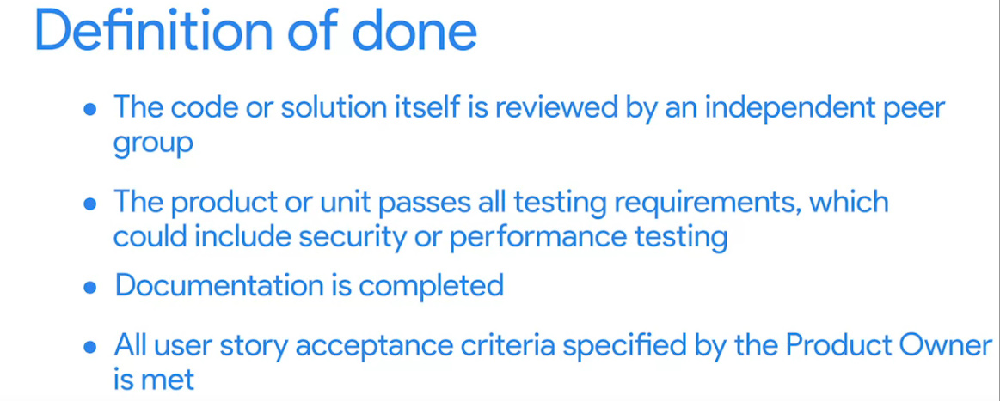 Definition of done
• The code or solution itself is reviewed by an independent peer
group
• The product or unit passes all testing requirements, which
could include security or performance testing
• Documentation is completed
• All user story acceptance criteria specified by the Product Owner
is met